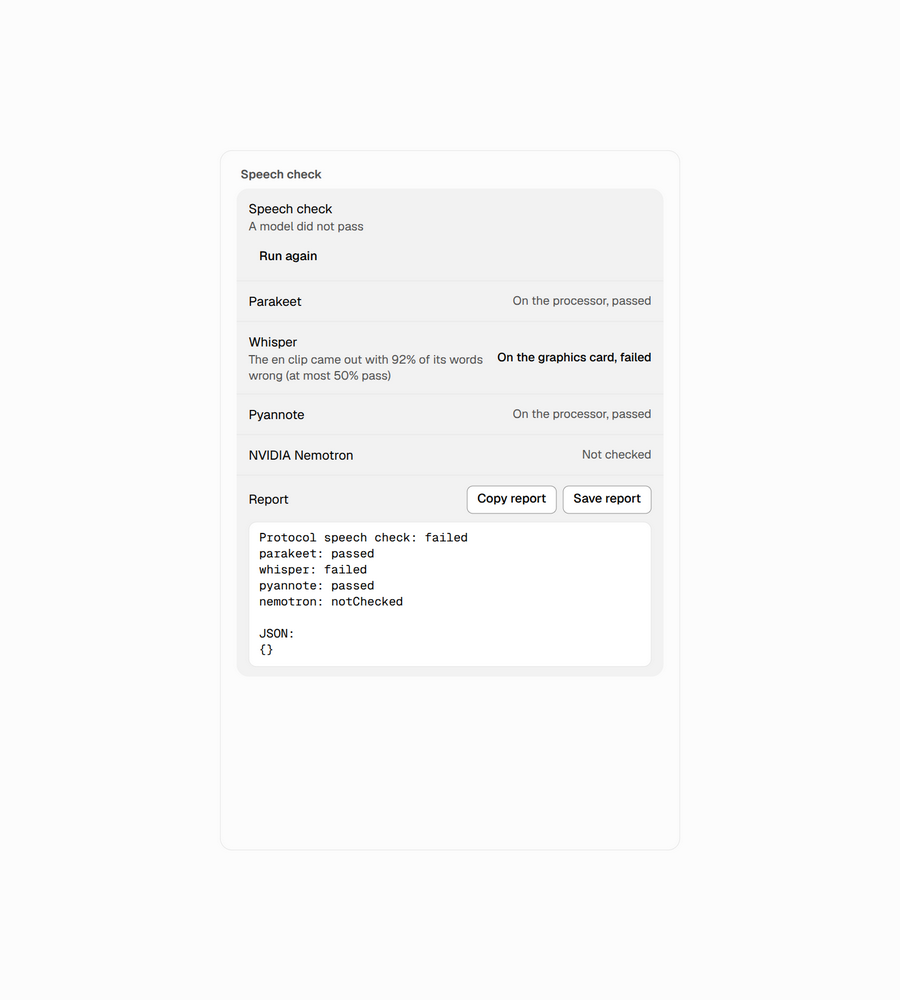 Speech check
Speech check
A model did not pass
Run again
Parakeet
On the processor, passed
Whisper
The en clip came out with 92% of its words
wrong (at most 50% pass)
On the graphics card, failed
Pyannote
On the processor, passed
NVIDIA Nemotron
Not checked
Report
Copy report
Save report
Protocol speech check: failed
parakeet: passed
whisper: failed
pyannote: passed
nemotron: notChecked

JSON:
{}